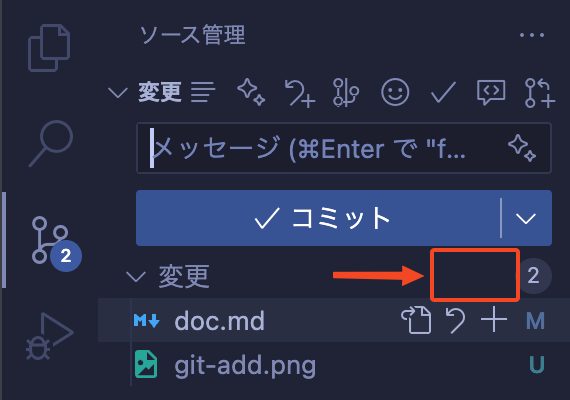 ソース管理
変更
メッセージ (⌘Enter で "f...
コミット
2
変更 2
doc.md M
git-add.png U